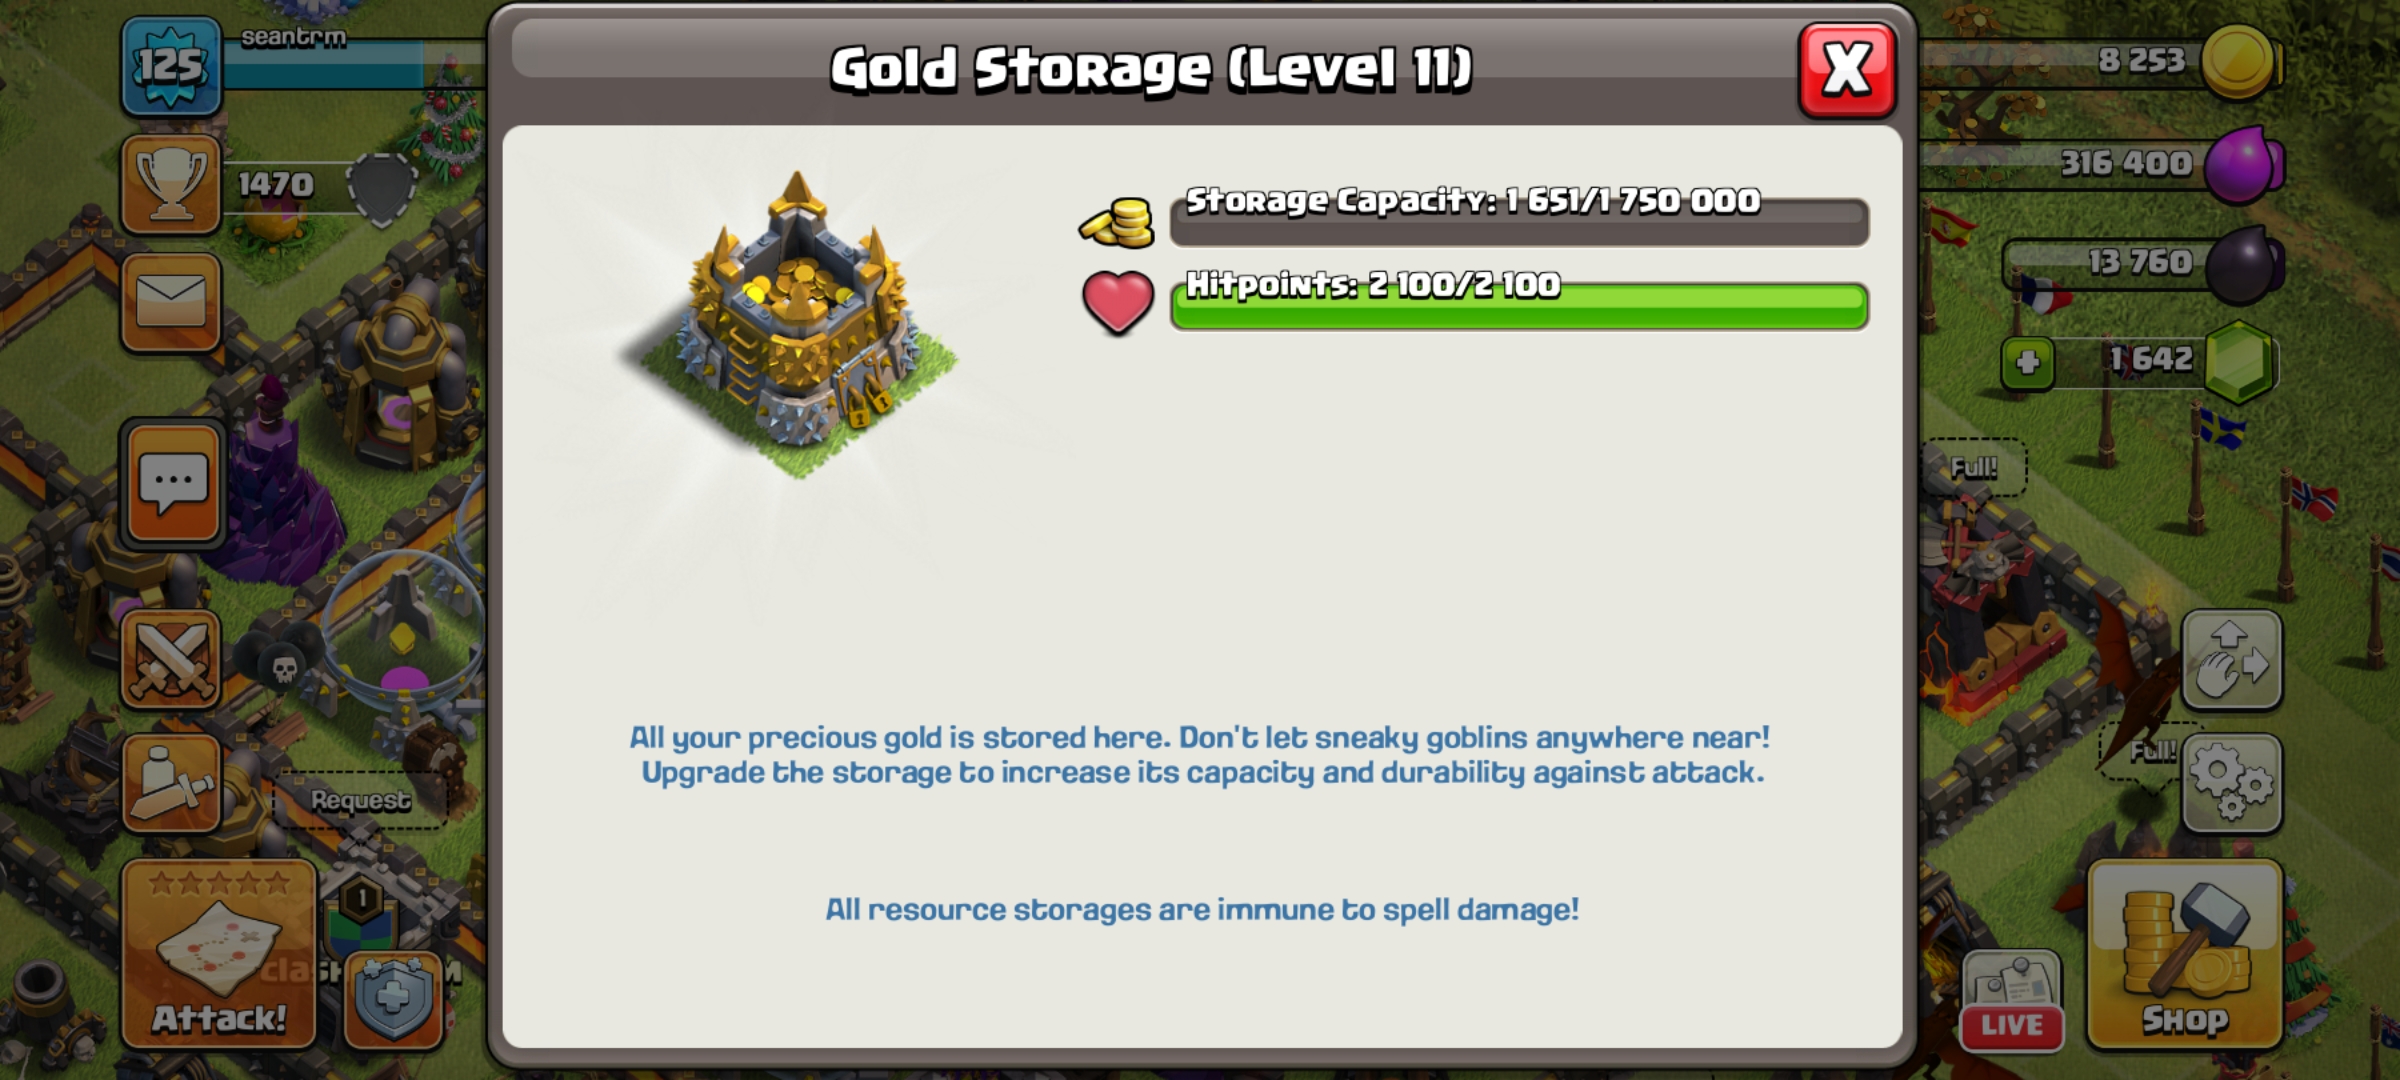 125
seantrm
Gold Storage (Level 11)
X
8 253
1470
Storage Capacity: 1 651/1 750 000
316 400
Hitpoints: 2 100/2 100
13 760
1 642
Full!
All your precious gold is stored here. Don't let sneaky goblins anywhere near!
Upgrade the storage to increase its capacity and durability against attack.
Full!
Request
All resource storages are immune to spell damage!
1
Attack!
LIVE
Shop